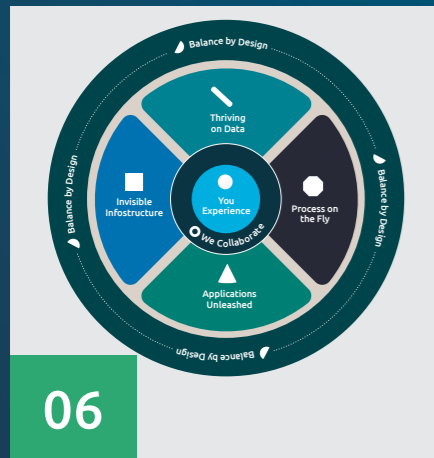 Balance by Design
Thriving
on Data
Balance by Design
Invisible
Infostructure
You
Experience
Process on
the Fly
Balance by Design
We Collaborate
Applications
Unleashed
Balance by Design
06